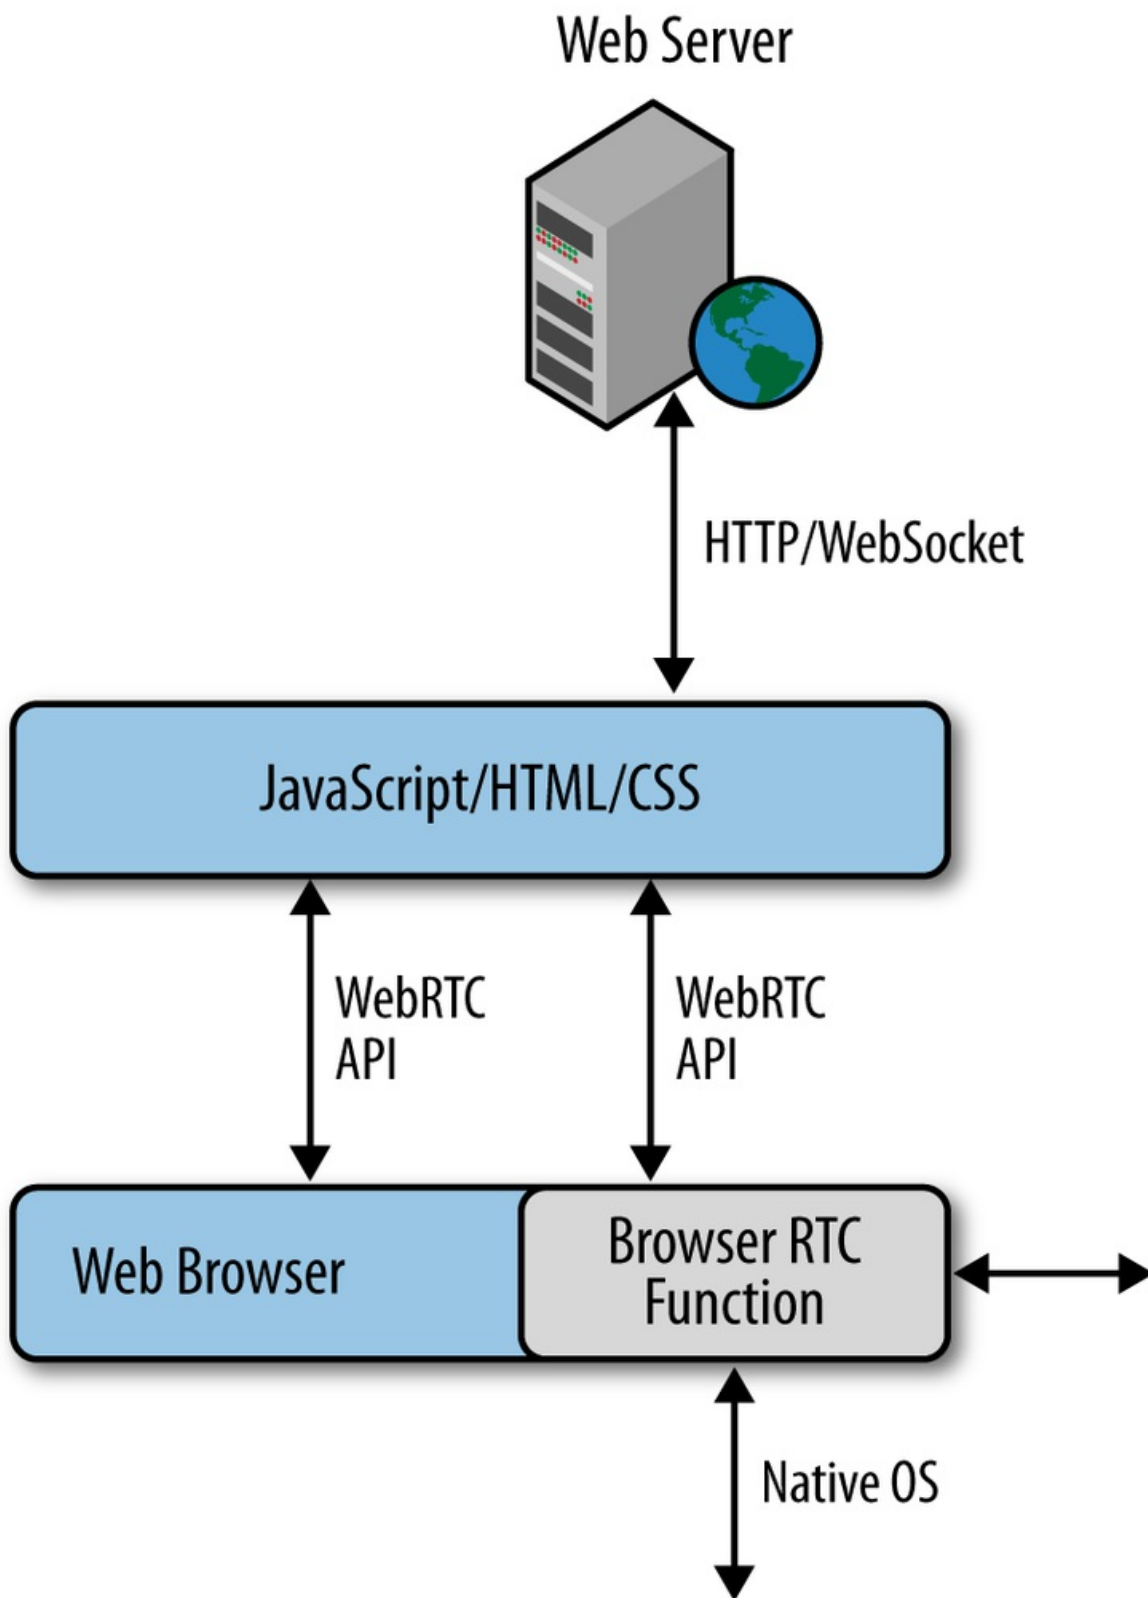 Web Server
HTTP/WebSocket
JavaScript/HTML/CSS
WebRTC
API
WebRTC
API
Web Browser
Browser RTC
Function
Native OS